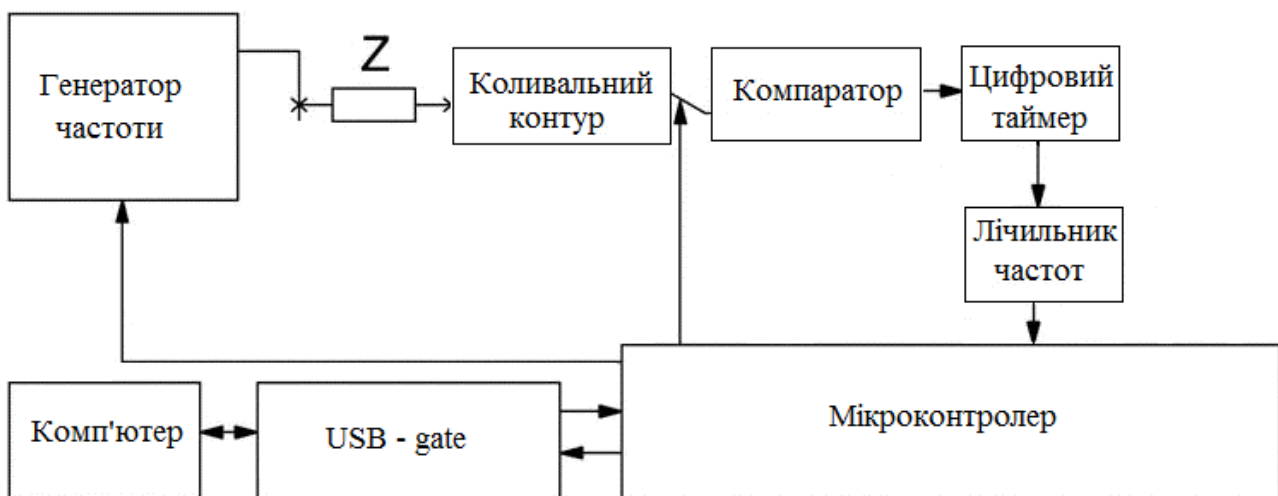 Генератор
частоти
Z
Коливальний
контур
Компаратор
Цифровий
таймер
Лічильник
частот
Комп'ютер
USB - gate
Мікроконтролер